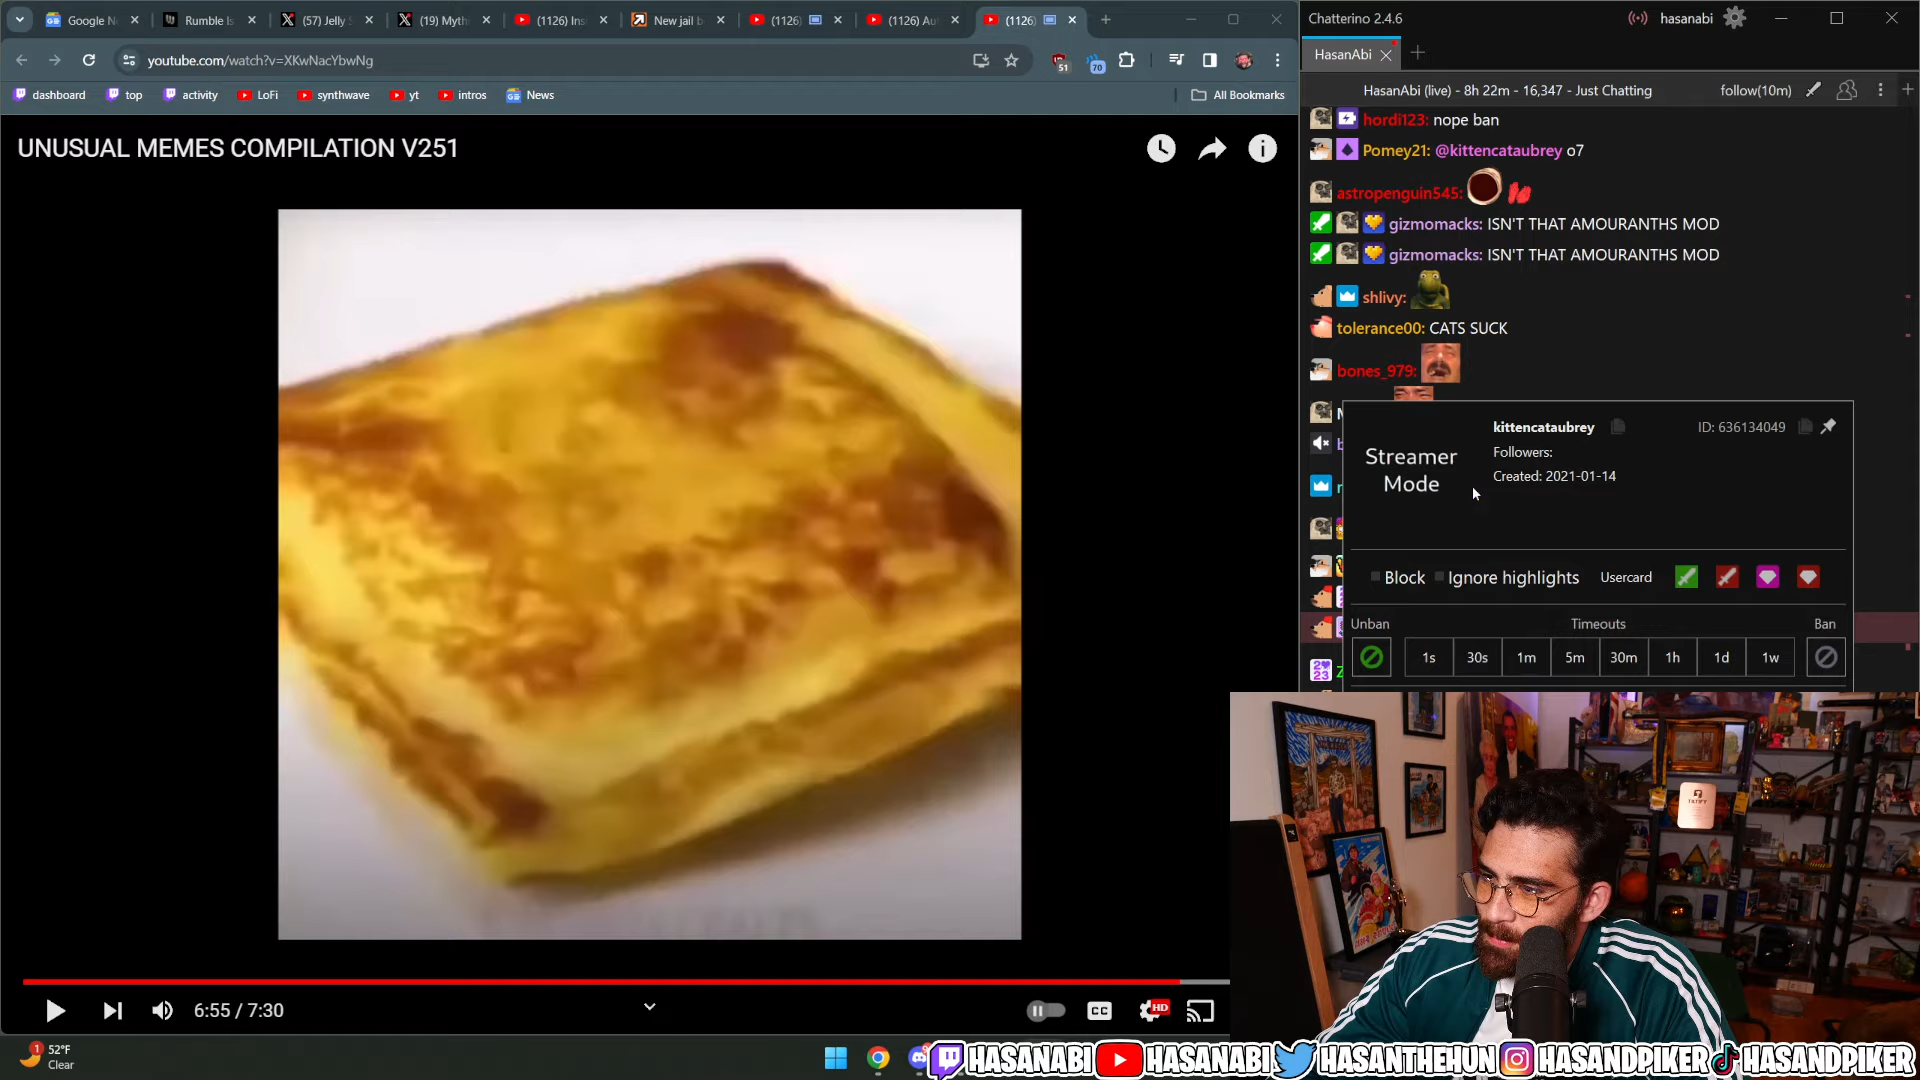 Google N
Rumble Is
(57) Jelly S
(19) Myth
(1126) Ins
New jail b
(1126)
(1126) Au
(1126)
youtube.com/watch?v=XKwNacYbwNg
51
70
dashboard
top
activity
LoFi
synthwave
yt
intros
News
All Bookmarks
UNUSUAL MEMES COMPILATION V251
6:55 / 7:30
CC
HD
1
52°F
Clear
Chatterino 2.4.6
hasanabi
HasanAbi
HasanAbi (live) - 8h 22m - 16,347 - Just Chatting
follow(10m)
hordi123: nope ban
Pomey21: @kittencataubrey o7
astropenguin545:
gizmomacks: ISN'T THAT AMOURANTHS MOD
gizmomacks: ISN'T THAT AMOURANTHS MOD
shlivy:
tolerance00: CATS SUCK
bones_979:
kittencataubrey
ID: 636134049
Streamer Mode
Followers:
Created: 2021-01-14
Block
Ignore highlights
Usercard
Unban
Timeouts
Ban
1s
30s
1m
5m
30m
1h
1d
1w
HASANABI
HASANABI
HASANTHEHUN
HASANDPIKER
HASANDPIKER